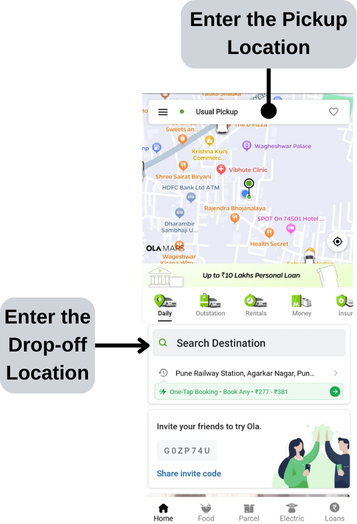 Enter the Pickup
Location
Usual Pickup
Sweets an...
Krishna Kunj
Commerc...
Wagheshwar Palace
Shree Sairat Biryani
Vibhute Clinic
HDFC Bank Ltd ATM
Rajendra Bhojnalaya
Dharambir
Sambhaji U...
SPOT On 74501 Hotel ...
OLA MAPS
Health Secret
Wagheshwar
Up to ₹10 Lakhs Personal Loan
Daily
Outstation
Rentals
Money
Insur
Enter the
Drop-off
Location
Search Destination
Pune Railway Station, Agarkar Nagar, Pun...
One-Tap Booking • Book Any • ₹277 - ₹381
Invite your friends to try Ola.
G0ZP74U
Share invite code
Home
Food
Parcel
Electric
Loans